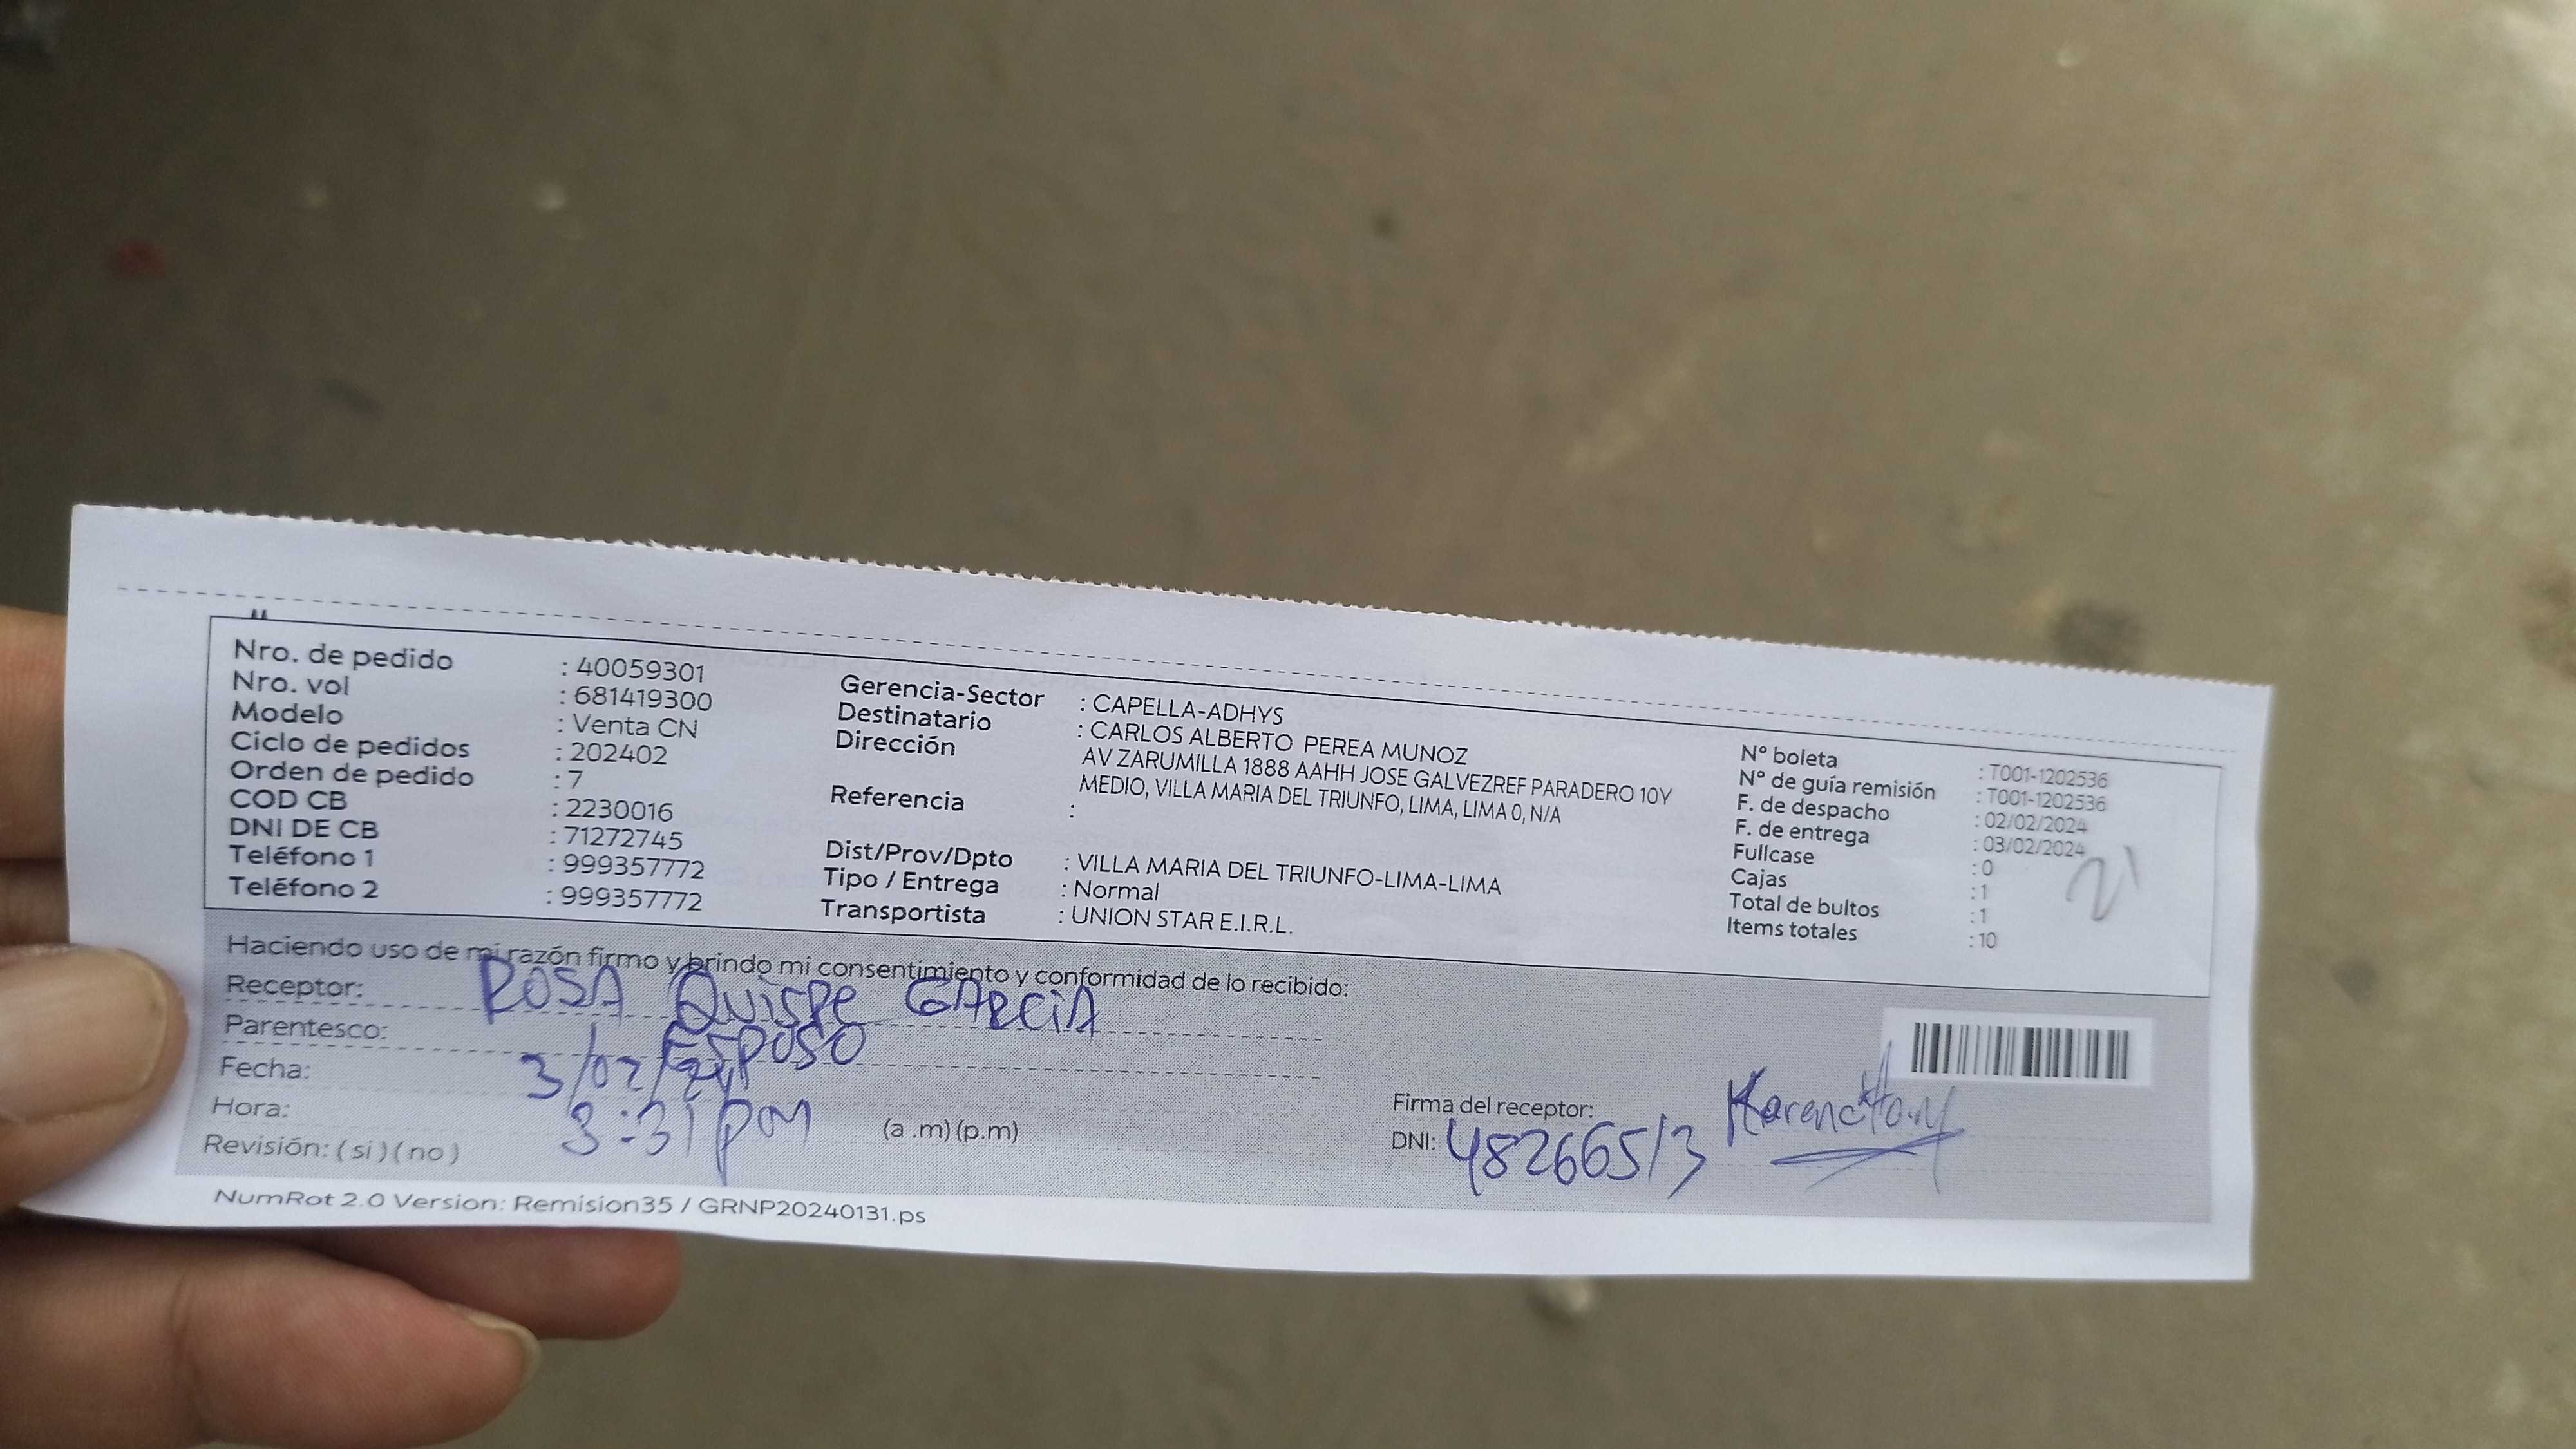 Nro. de pedido : 40059301
Nro. vol : 681419300
Modelo : Venta CN
Ciclo de pedidos : 202402
Orden de pedido : 7
COD CB : 2230016
DNI DE CB : 71272745
Teléfono 1 : 999357772
Teléfono 2 : 999357772
Gerencia-Sector : CAPELLA-ADHYS
Destinatario : CARLOS ALBERTO PEREA MUNOZ
Dirección AV ZARUMILLA 1888 AAHH JOSE GALVEZREF PARADERO 10Y
MEDIO, VILLA MARIA DEL TRIUNFO, LIMA, LIMA 0, N/A
Referencia :
Dist/Prov/Dpto : VILLA MARIA DEL TRIUNFO-LIMA-LIMA
Tipo / Entrega : Normal
Transportista : UNION STAR E.I.R.L.
N° boleta : T001-1202536
N° de guía remisión : T001-1202536
F. de despacho : 02/02/2024
F. de entrega : 03/02/2024
Fullcase : 0
Cajas : 1
Total de bultos : 1
Items totales : 10
Haciendo uso de mi razón firmo y brindo mi consentimiento y conformidad de lo recibido:
Receptor: ROSA Quispe GARCIA
Parentesco: ESPOSO
Fecha: 3/02/24
Hora: 3:31 pm (a .m) (p.m)
Revisión: ( si ) ( no )
Firma del receptor:
DNI: 48266513
NumRot 2.0 Version: Remision35 / GRNP20240131.ps